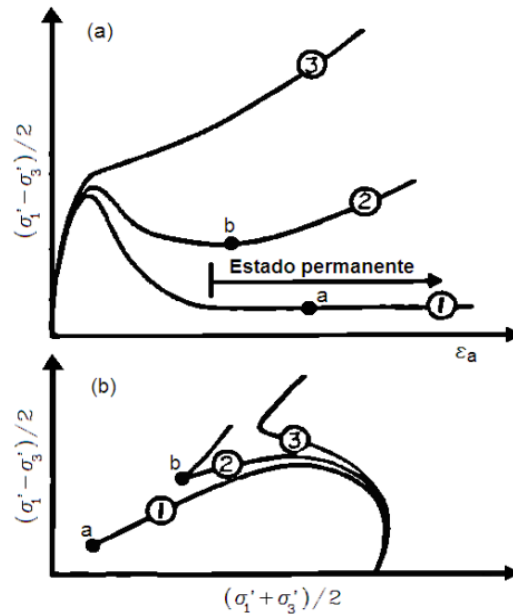 (a)
3
(σ₁' - σ₃')/2
2
b
Estado permanente
a
1
εa
(b)
3
(σ₁' - σ₃')/2
b
2
1
a
(σ₁' + σ₃')/2